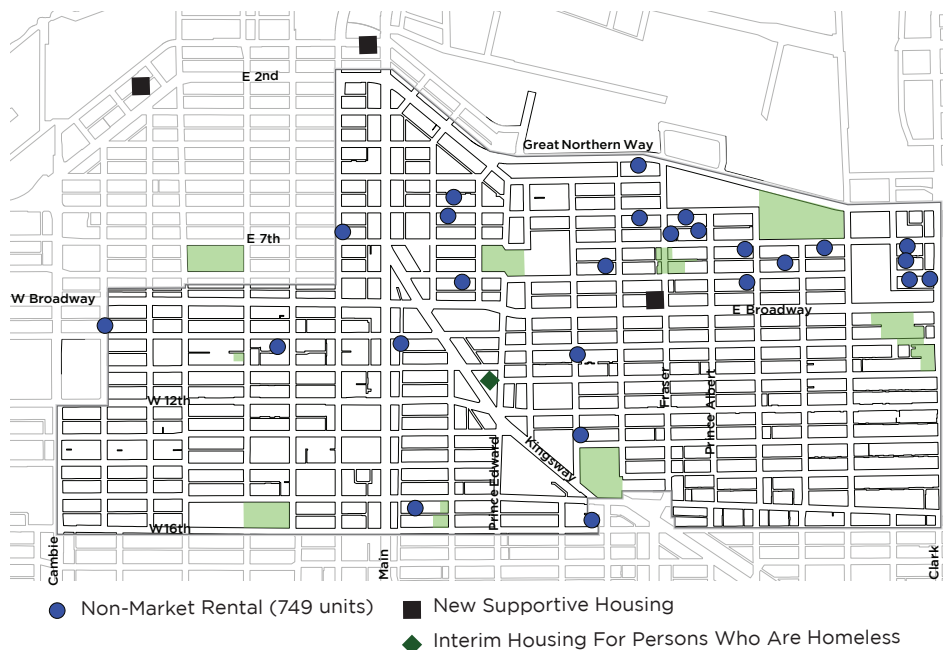 E 2nd
Great Northern Way
E 7th
W Broadway
E Broadway
W 12th
Fraser
Prince Albert
Kingsway
Prince Edward
W16th
Cambie
Main
Clark
Non-Market Rental (749 units)
New Supportive Housing
Interim Housing For Persons Who Are Homeless